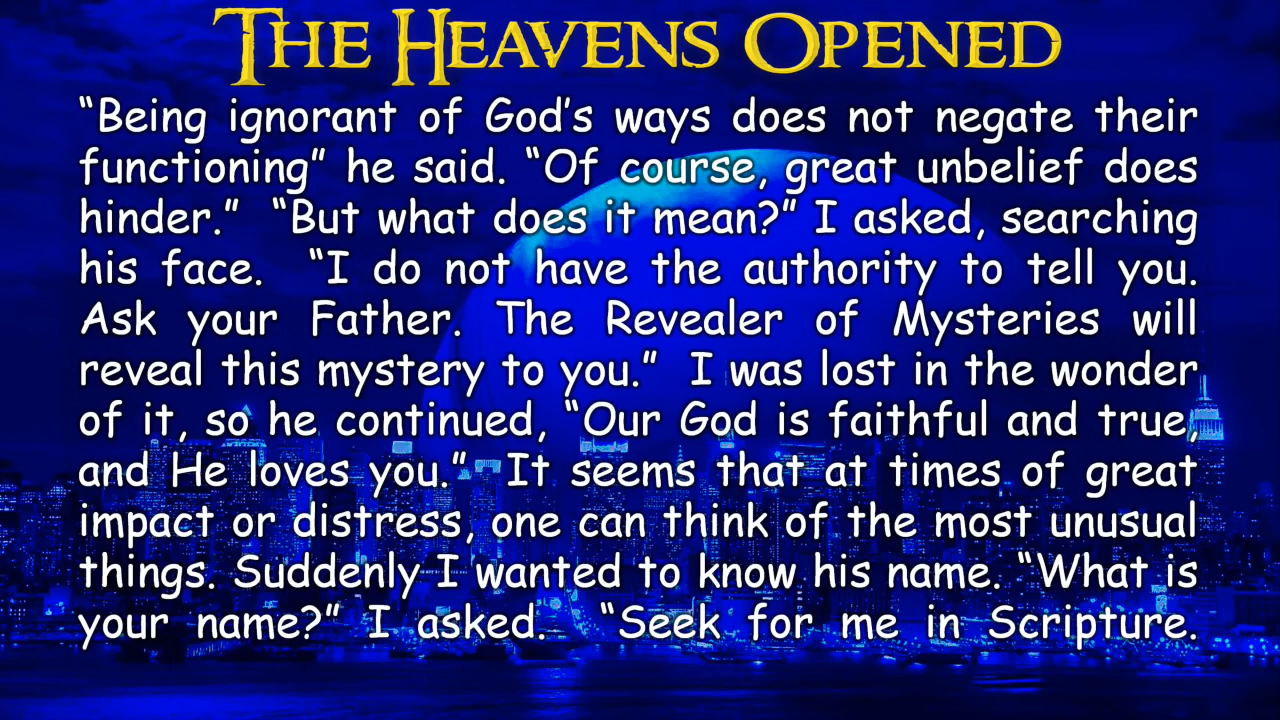 THE HEAVENS OPENED
“Being ignorant of God’s ways does not negate their
functioning” he said. “Of course, great unbelief does
hinder.” “But what does it mean?” I asked, searching
his face. “I do not have the authority to tell you.
Ask your Father. The Revealer of Mysteries will
reveal this mystery to you.” I was lost in the wonder
of it, so he continued, “Our God is faithful and true,
and He loves you.” It seems that at times of great
impact or distress, one can think of the most unusual
things. Suddenly I wanted to know his name. “What is
your name?” I asked. “Seek for me in Scripture.